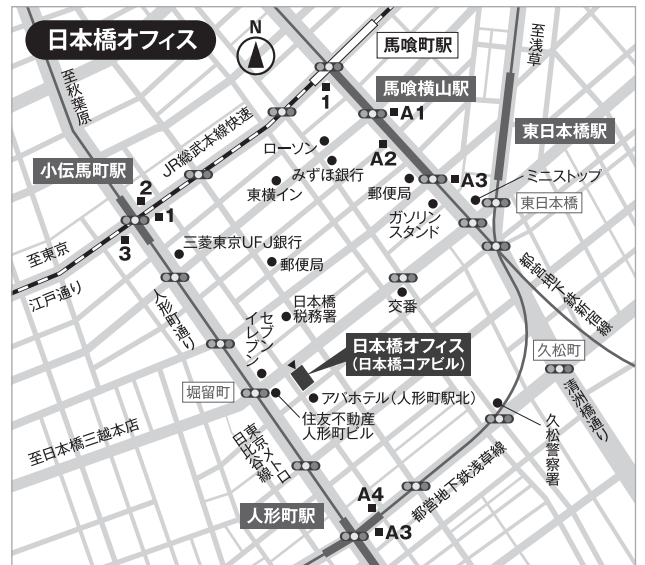 日本橋オフィス
N
至浅草
馬喰町駅
至秋葉原
馬喰横山駅
1
A1
JR総武本線快速
東日本橋駅
ローソン
A2
小伝馬町駅
みずほ銀行
2
東横イン
郵便局
A3
ミニストップ
1
ガソリン
スタンド
東日本橋
3
三菱東京UFJ銀行
至東京
郵便局
江戸通り
都営地下鉄新宿線
人形町通り
交番
日本橋
税務署
セブン
イレブン
日本橋オフィス
(日本橋コアビル)
久松町
堀留町
アパホテル(人形町駅北)
清洲橋通り
住友不動産
人形町ビル
久松警察署
至日本橋三越本店
東京メトロ
日比谷線
都営地下鉄浅草線
A4
人形町駅
A3